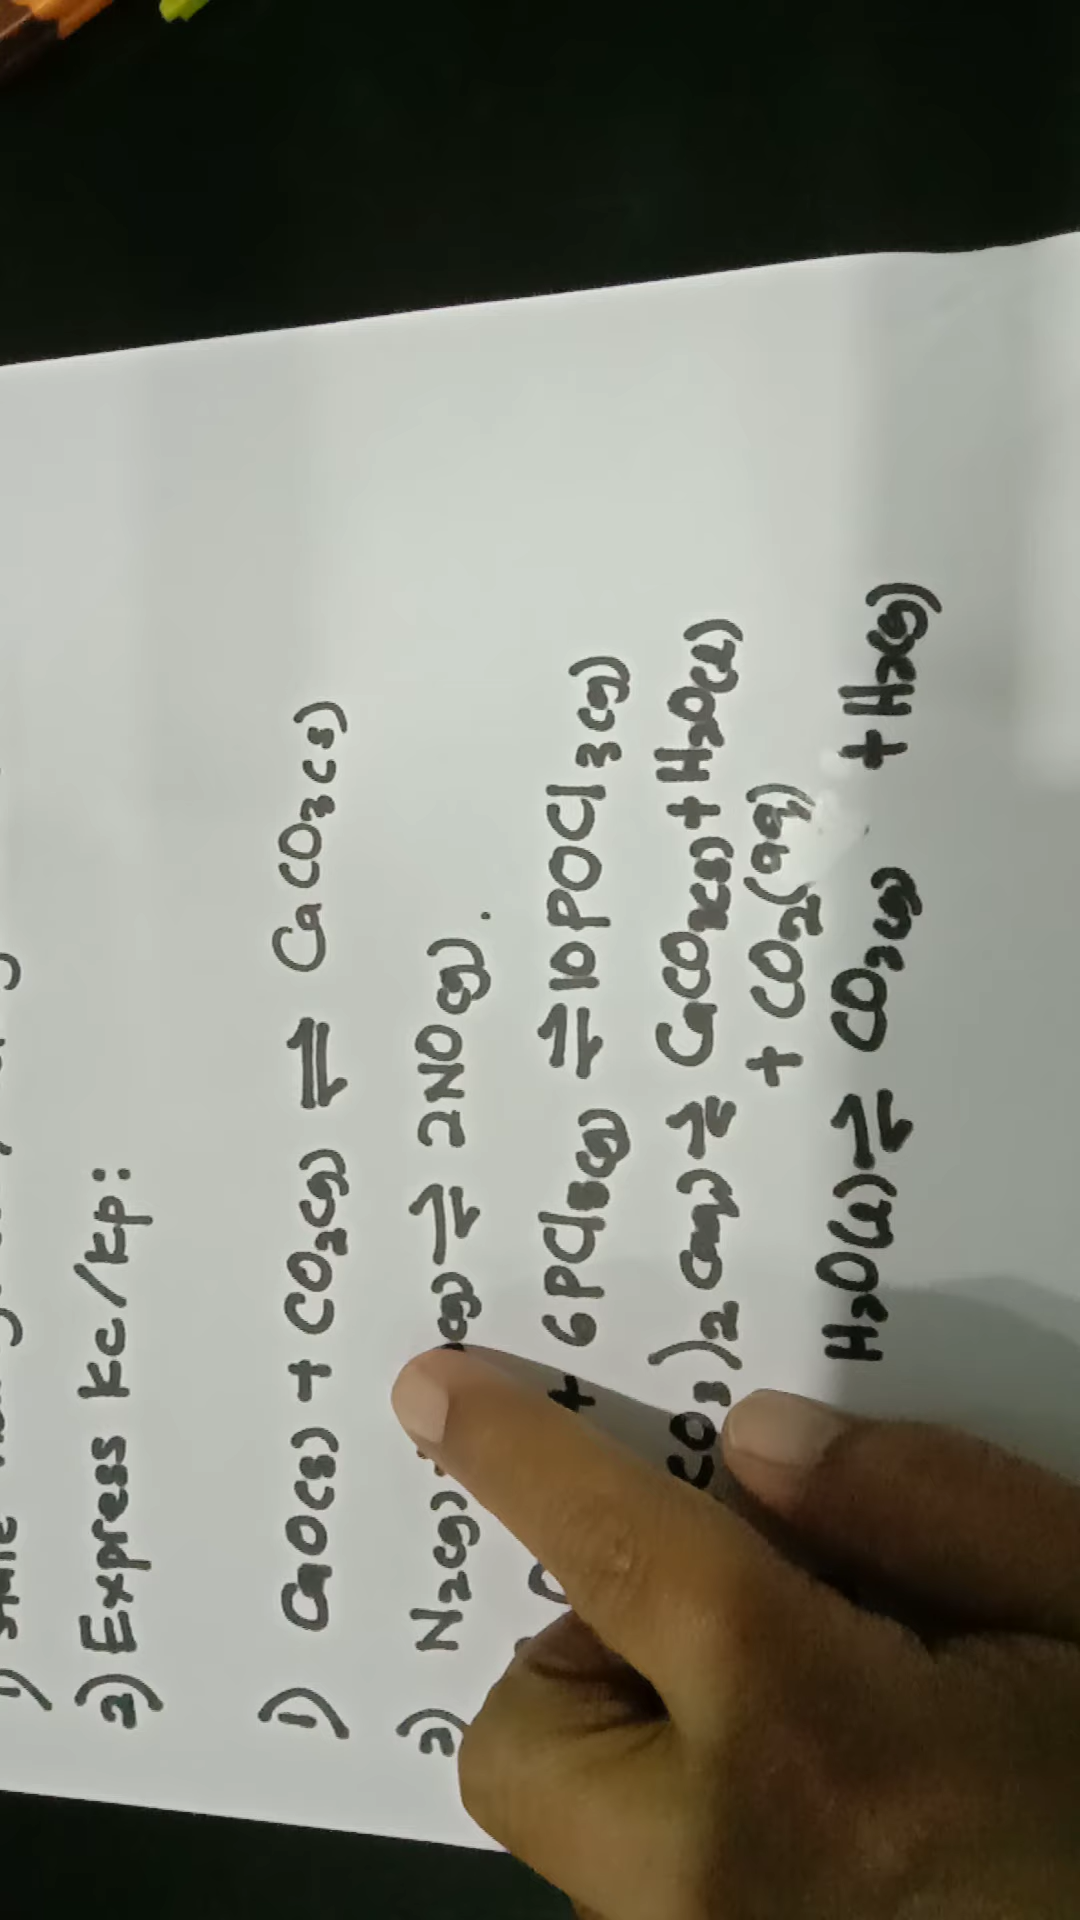 2) Express Kc/Kp:
1) CaO(s) + CO2(g) ⇌ CaCO3(s)
2) N2(g) (g) ⇌ 2NO(g).
+ 6PCl5(g) ⇌ 10POCl3(g)
CO3)2(aq) ⇌ CaCO3(s) + H2O(l)
+ CO2(aq)
H2O(l) ⇌ CO2(g) + H2(g)